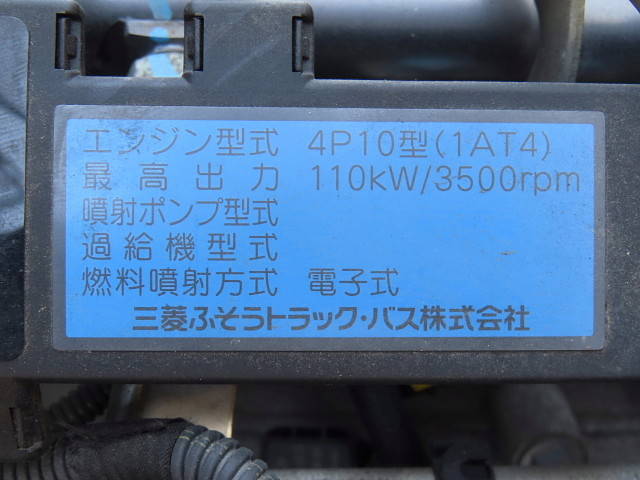 エンジン型式 4P10型(1AT4)
最高出力 110kW/3500rpm
噴射ポンプ型式
過給機型式
燃料噴射方式 電子式
三菱ふそうトラック・バス株式会社